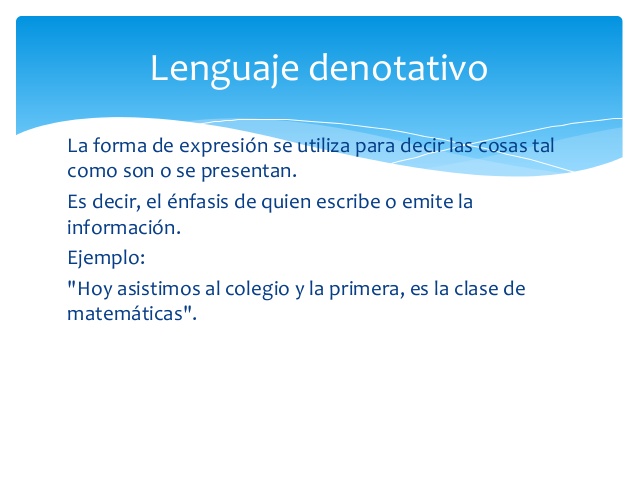 Lenguaje denotativo
La forma de expresión se utiliza para decir las cosas tal
como son o se presentan.
Es decir, el énfasis de quien escribe o emite la
información.
Ejemplo:
"Hoy asistimos al colegio y la primera, es la clase de
matemáticas".